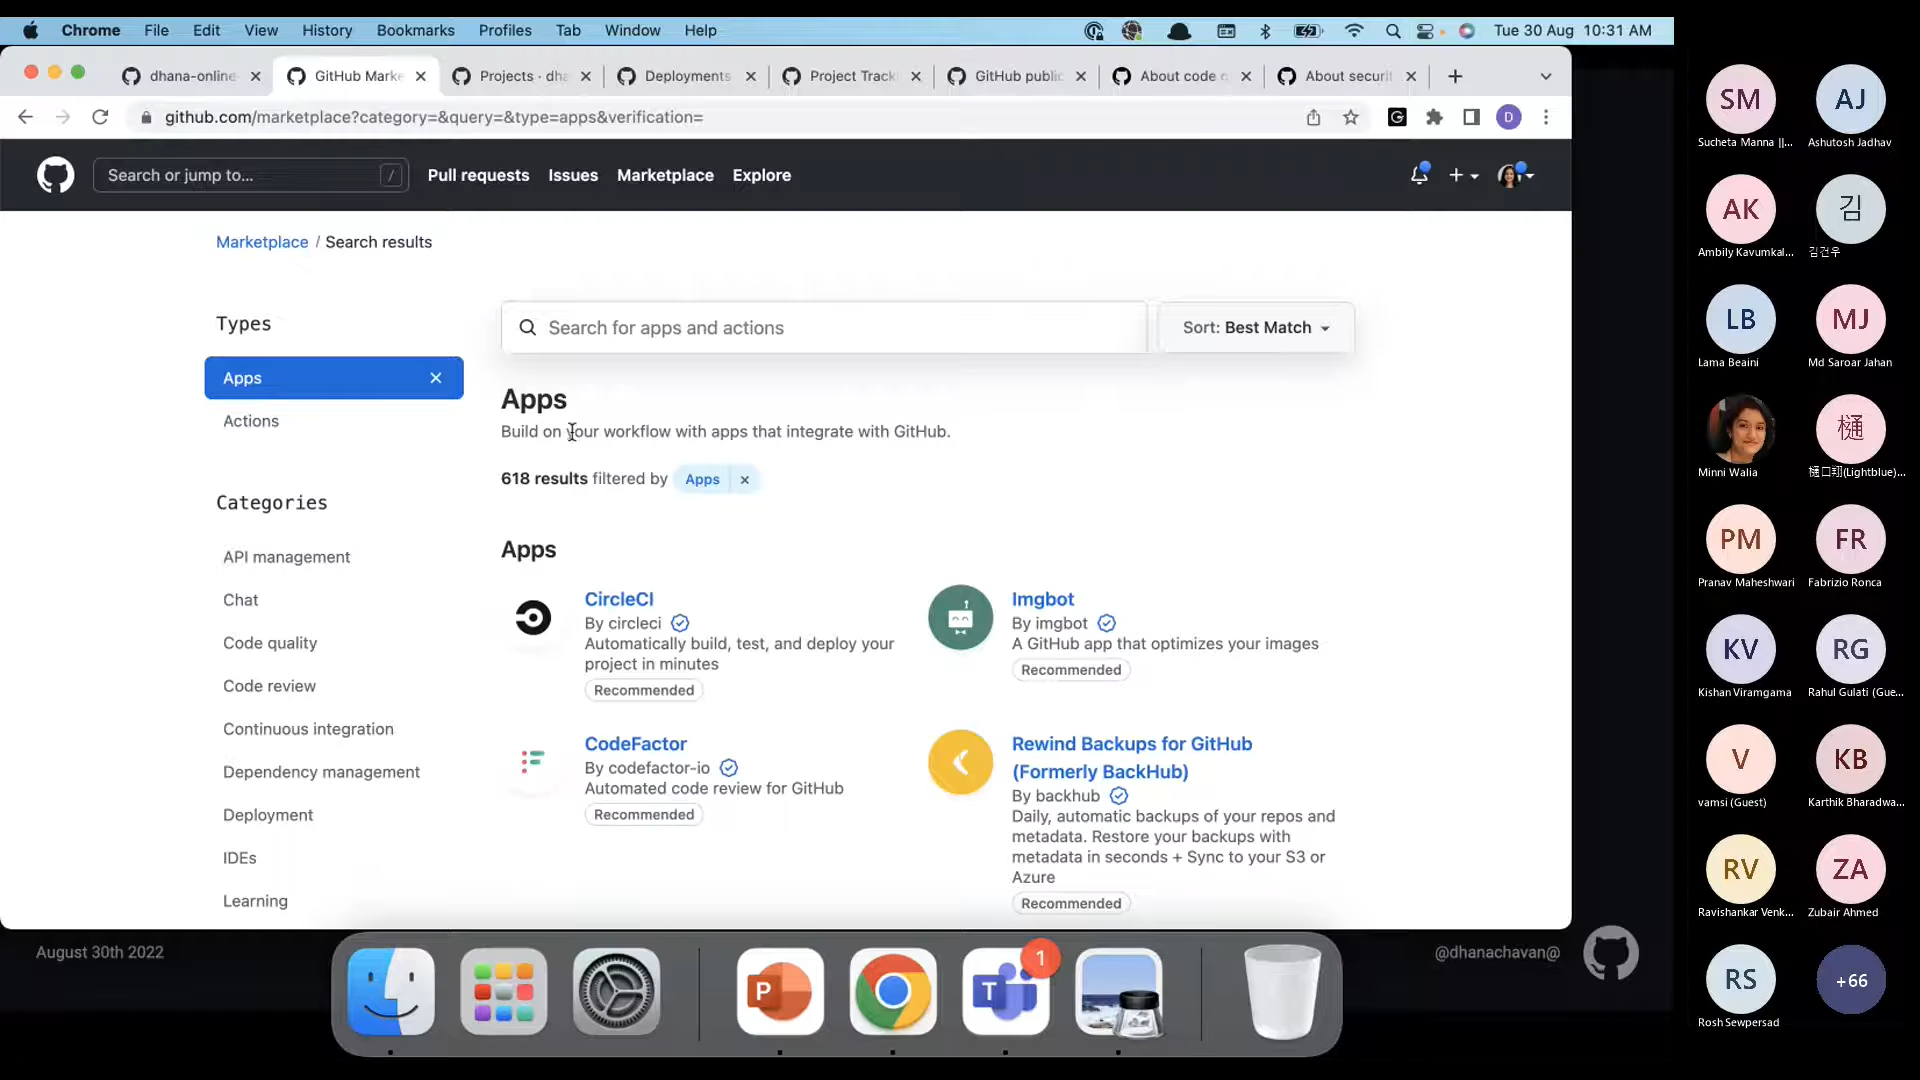 Chrome File Edit View History Bookmarks Profiles Tab Window Help
Tue 30 Aug 10:31 AM
dhana-online-
GitHub Marke
Projects · dha
Deployments
Project Track
GitHub public
About code
About securit
github.com/marketplace?category=&query=&type=apps&verification=
D
Search or jump to...
/
Pull requests Issues Marketplace Explore
Marketplace / Search results
Types
Apps
Actions
Categories
API management
Chat
Code quality
Code review
Continuous integration
Dependency management
Deployment
IDEs
Learning
Search for apps and actions
Sort: Best Match
Apps
Build on your workflow with apps that integrate with GitHub.
618 results filtered by Apps
Apps
CircleCI
By circleci
Automatically build, test, and deploy your
project in minutes
Recommended
Imgbot
By imgbot
A GitHub app that optimizes your images
Recommended
CodeFactor
By codefactor-io
Automated code review for GitHub
Recommended
Rewind Backups for GitHub
(Formerly BackHub)
By backhub
Daily, automatic backups of your repos and
metadata. Restore your backups with
metadata in seconds + Sync to your S3 or
Azure
Recommended
August 30th 2022
@dhanachavan@
P
T
1
SM
Sucheta Manna ||...
AJ
Ashutosh Jadhav
AK
Ambily Kavumkal...
김
김건우
LB
Lama Beaini
MJ
Md Saroar Jahan
Minni Walia
樋
樋口翔(Lightblue)...
PM
Pranav Maheshwari
FR
Fabrizio Ronca
KV
Kishan Viramgama
RG
Rahul Gulati (Gue...
V
vamsi (Guest)
KB
Karthik Bharadwa...
RV
Ravishankar Venk...
ZA
Zubair Ahmed
RS
Rosh Sewpersad
+66